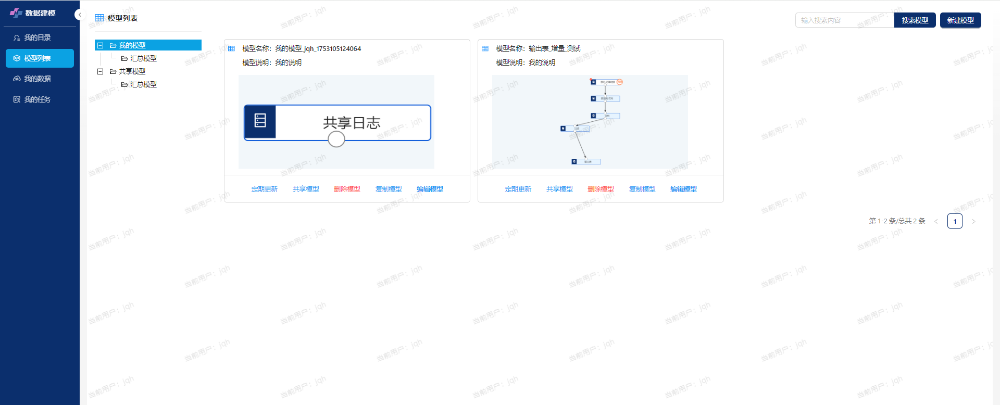 数据建模
我的目录
模型列表
我的数据
我的任务
模型列表
输入搜索内容
搜索模型
新建模型
我的模型
汇总模型
共享模型
汇总模型
模型名称：我的模型_jqh_1753105124064
模型说明：我的说明
共享日志
定期更新 共享模型 删除模型 复制模型 编辑模型
模型名称：输出表_增量_测试
模型说明：我的说明
输出表
定期更新 共享模型 删除模型 复制模型 编辑模型
第 1-2 条/总共 2 条
1
当前用户：jqh